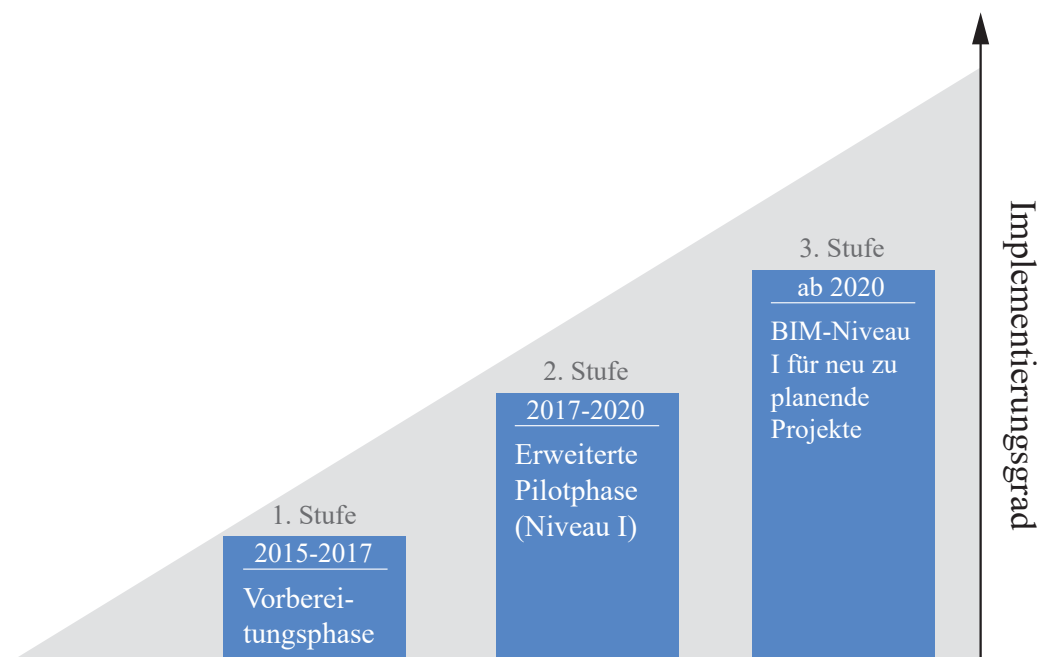 1. Stufe
2015-2017
Vorberei-
tungsphase
2. Stufe
2017-2020
Erweiterte
Pilotphase
(Niveau I)
3. Stufe
ab 2020
BIM-Niveau
I für neu zu
planende
Projekte
Implementierungsgrad